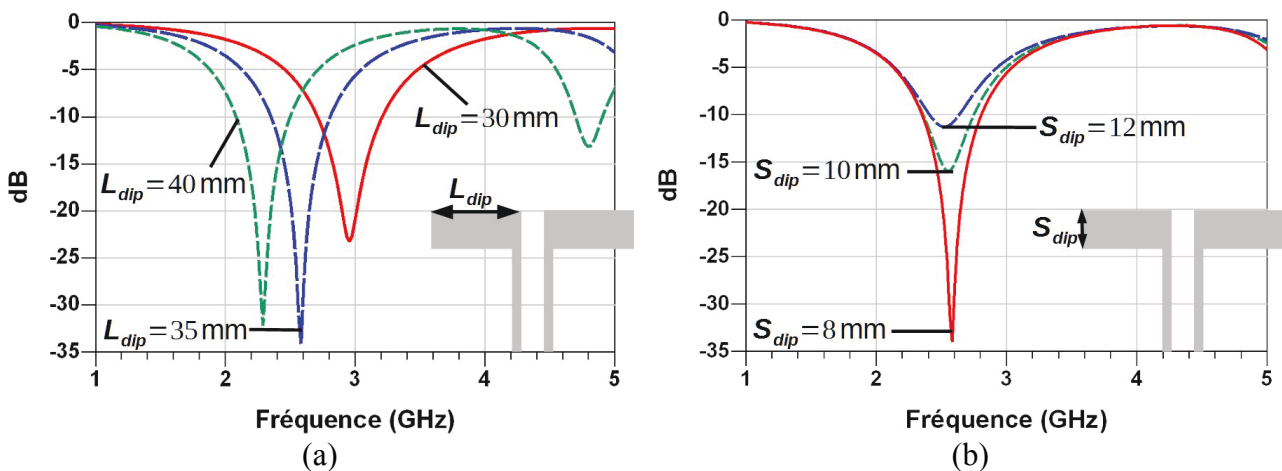 0
-5
-10
-15
-20
-25
-30
-35
dB
L_dip=30 mm
L_dip=40 mm
L_dip
L_dip=35 mm
1 2 3 4 5
Fréquence (GHz)
(a)
0
-5
-10
-15
-20
-25
-30
-35
dB
S_dip=12 mm
S_dip=10 mm
S_dip
S_dip=8 mm
1 2 3 4 5
Fréquence (GHz)
(b)